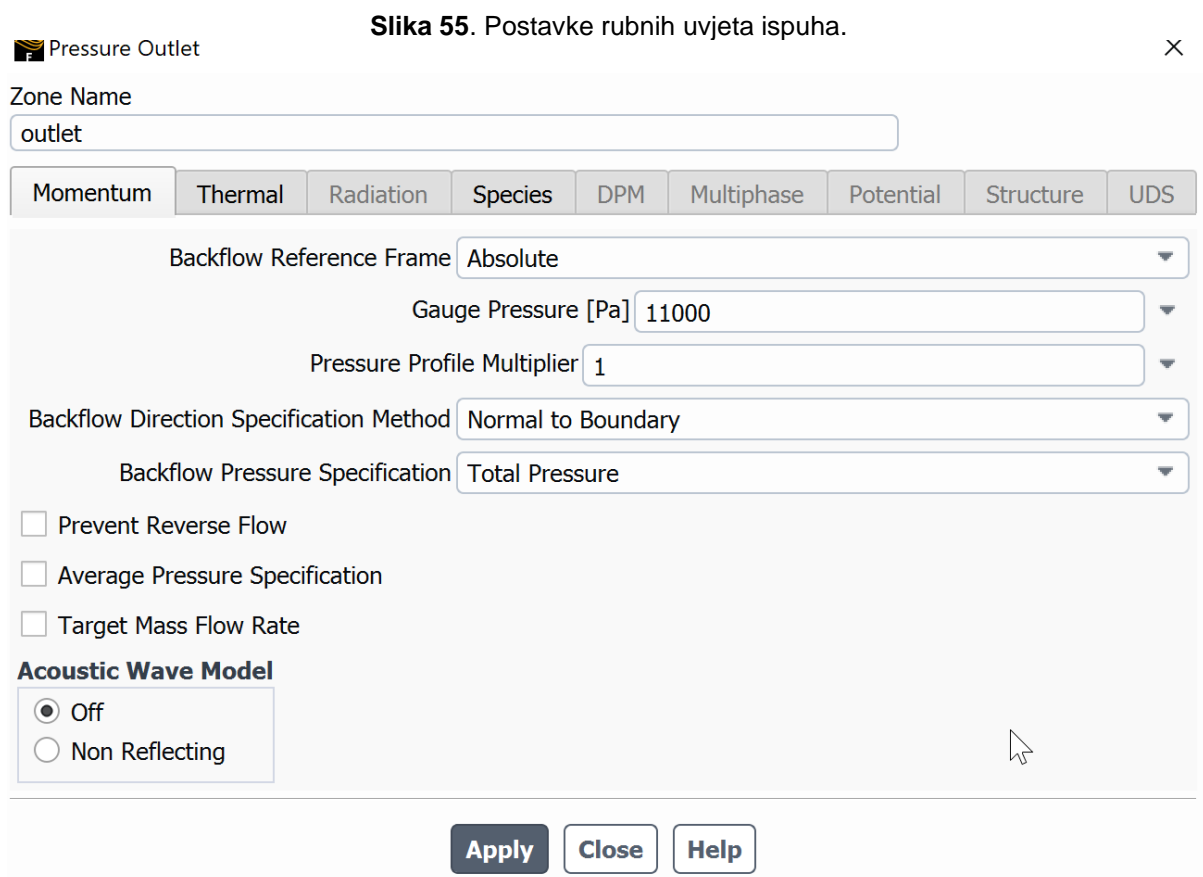 Slika 55. Postavke rubnih uvjeta ispuha.
F Pressure Outlet
Zone Name
outlet
Momentum Thermal Radiation Species DPM Multiphase Potential Structure UDS
Backflow Reference Frame Absolute
Gauge Pressure [Pa] 11000
Pressure Profile Multiplier 1
Backflow Direction Specification Method Normal to Boundary
Backflow Pressure Specification Total Pressure
Prevent Reverse Flow
Average Pressure Specification
Target Mass Flow Rate
Acoustic Wave Model
Off
Non Reflecting
Apply Close Help